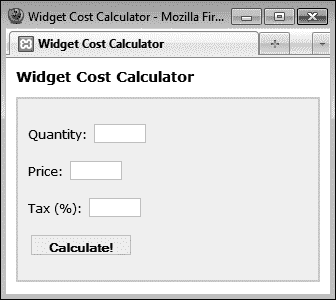 Widget Cost Calculator - Mozilla Fir...
Widget Cost Calculator
Widget Cost Calculator
Quantity:
Price:
Tax (%):
Calculate!